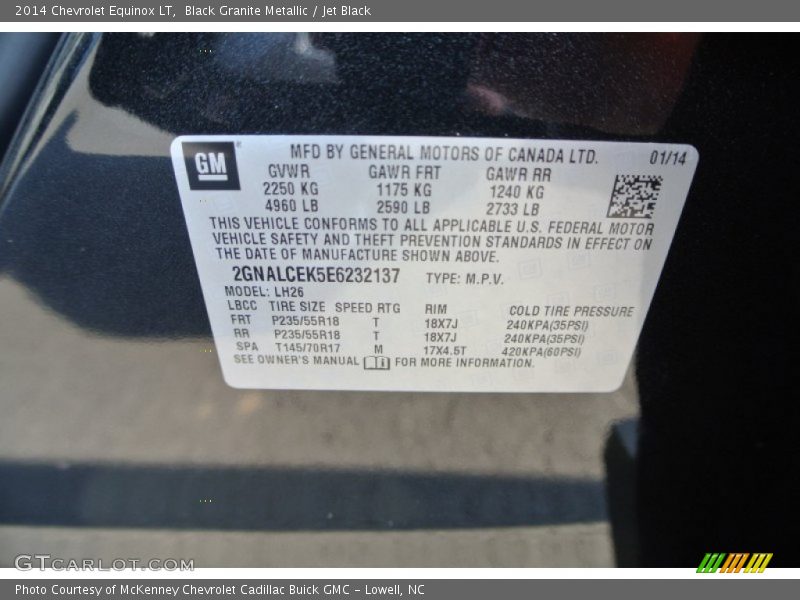 2014 Chevrolet Equinox LT, Black Granite Metallic / Jet Black
GM MFD BY GENERAL MOTORS OF CANADA LTD. 01/14
GVWR GAWR FRT GAWR RR
2250 KG 1175 KG 1240 KG
4960 LB 2590 LB 2733 LB
THIS VEHICLE CONFORMS TO ALL APPLICABLE U.S. FEDERAL MOTOR
VEHICLE SAFETY AND THEFT PREVENTION STANDARDS IN EFFECT ON
THE DATE OF MANUFACTURE SHOWN ABOVE.
2GNALCEK5E6232137 TYPE: M.P.V.
MODEL: LH26
LBCC TIRE SIZE SPEED RTG RIM COLD TIRE PRESSURE
FRT P235/55R18 T 18X7J 240KPA(35PSI)
RR P235/55R18 T 18X7J 240KPA(35PSI)
SPA T145/70R17 M 17X4.5T 420KPA(60PSI)
SEE OWNER'S MANUAL FOR MORE INFORMATION.
GTCARLOT.COM
Photo Courtesy of McKenney Chevrolet Cadillac Buick GMC – Lowell, NC